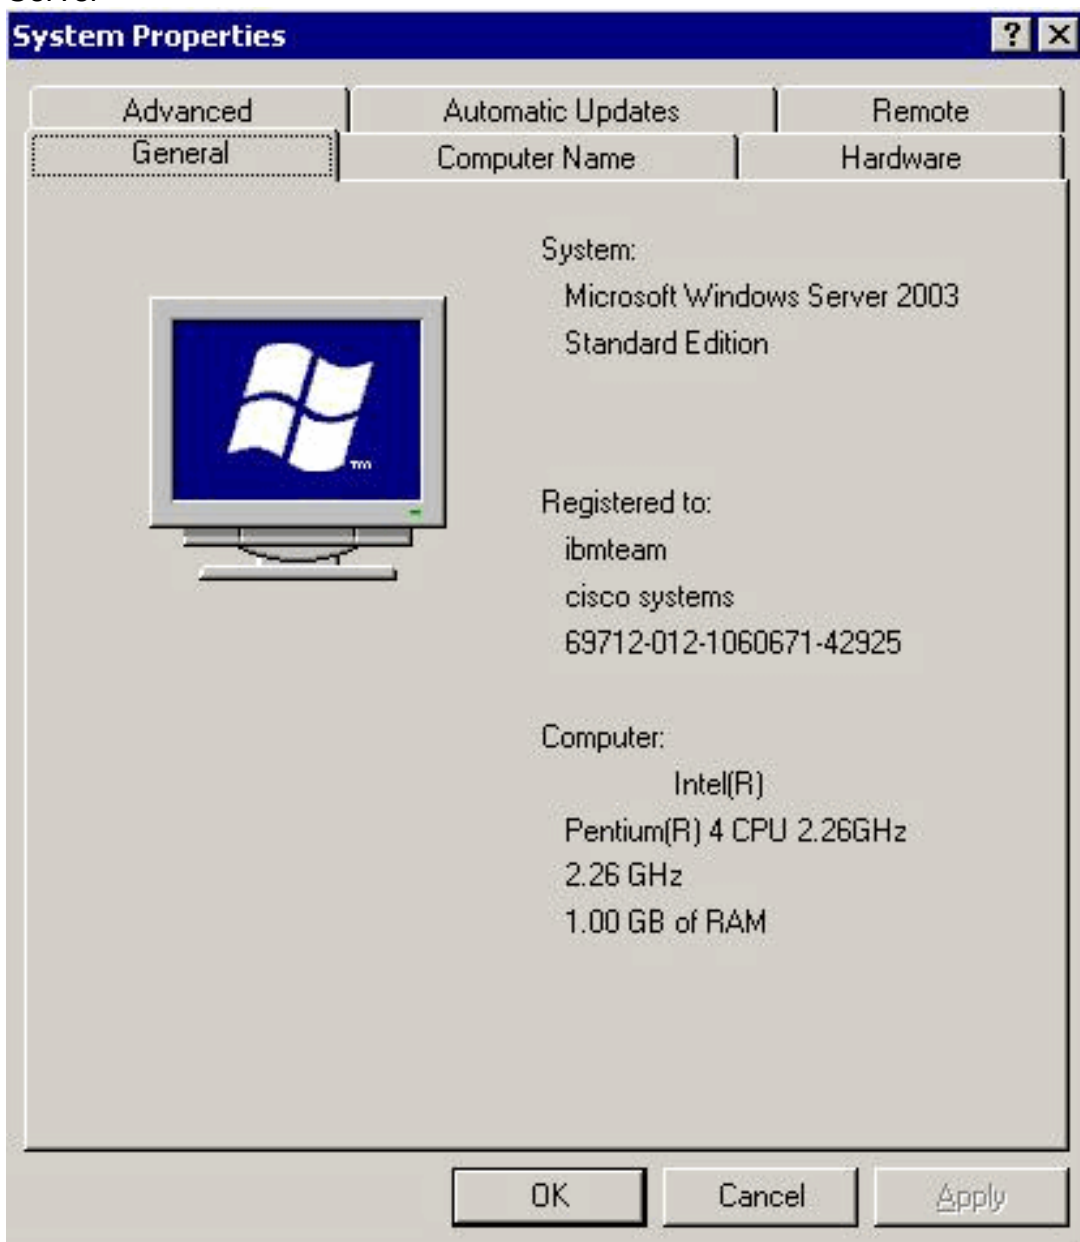 System Properties
Advanced Automatic Updates Remote
General Computer Name Hardware
System:
Microsoft Windows Server 2003
Standard Edition
TM
Registered to:
ibmteam
cisco systems
69712-012-1060671-42925
Computer:
Intel(R)
Pentium(R) 4 CPU 2.26GHz
2.26 GHz
1.00 GB of RAM
OK Cancel Apply